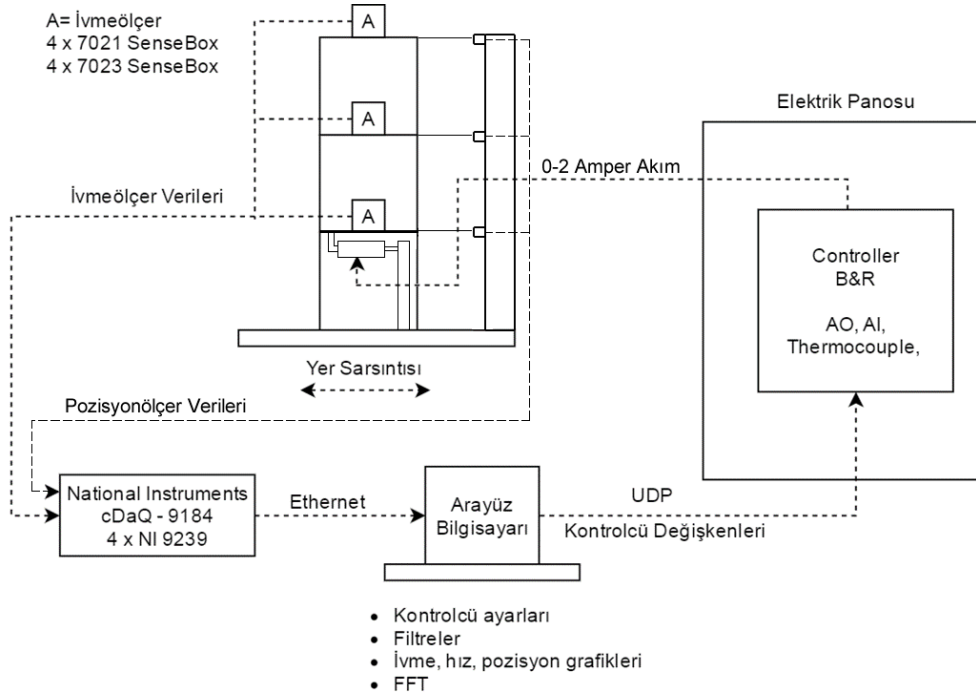 A= İvmeölçer
4 x 7021 SenseBox
4 x 7023 SenseBox
A
A
A
İvmeölçer Verileri
0-2 Amper Akım
Elektrik Panosu
Controller
B&R
AO, AI,
Thermocouple,
Yer Sarsıntısı
Pozisyonölçer Verileri
National Instruments
cDaQ - 9184
4 x NI 9239
Ethernet
Arayüz
Bilgisayarı
UDP
Kontrolcü Değişkenleri
• Kontrolcü ayarları
• Filtreler
• İvme, hız, pozisyon grafikleri
• FFT